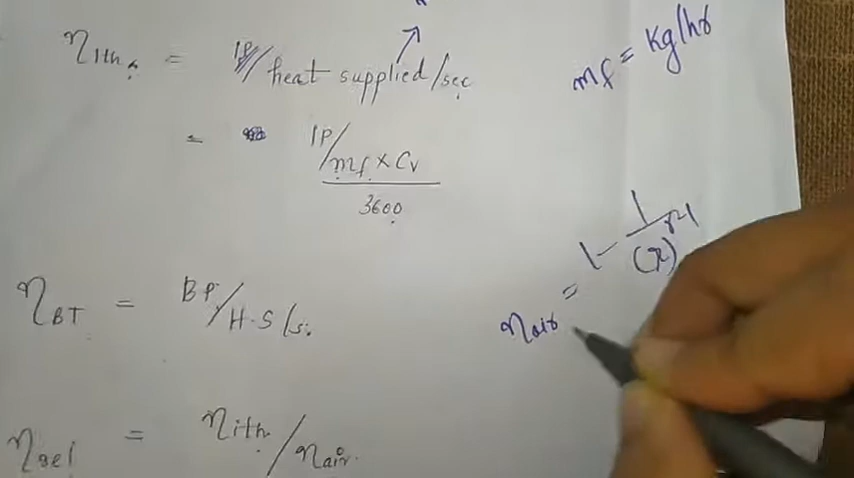 ηIth. = IP/heat supplied/sec
mf = kg/hr
= IP/mf × Cv
3600
1 - 1
(r)γ-1
ηair =
ηBT = BP/H.S/s.
ηrel = ηith/ηair.